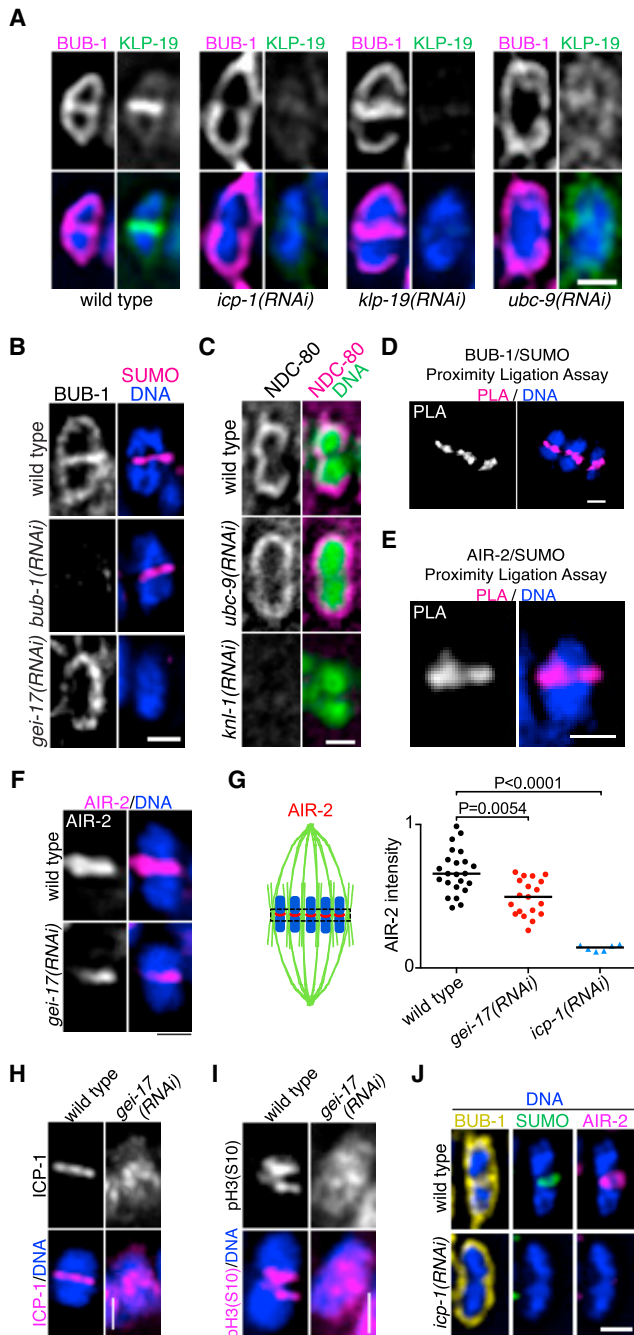 A
BUB-1 KLP-19 BUB-1 KLP-19 BUB-1 KLP-19 BUB-1 KLP-19
wild type icp-1(RNAi) klp-19(RNAi) ubc-9(RNAi)
B
BUB-1
SUMO
DNA
wild type
bub-1(RNAi)
gei-17(RNAi)
C
NDC-80
NDC-80
DNA
wild type
ubc-9(RNAi)
knl-1(RNAi)
D
BUB-1/SUMO
Proximity Ligation Assay
PLA / DNA
PLA
E
AIR-2/SUMO
Proximity Ligation Assay
PLA / DNA
PLA
F
AIR-2/DNA
AIR-2
wild type
gei-17(RNAi)
G
AIR-2
P<0.0001
P=0.0054
1
AIR-2 intensity
0
wild type
gei-17(RNAi)
icp-1(RNAi)
H
wild type
gei-17
(RNAi)
ICP-1
ICP-1/DNA
I
wild type
gei-17
(RNAi)
pH3(S10)
pH3(S10)/DNA
J
DNA
BUB-1 SUMO AIR-2
wild type
icp-1(RNAi)